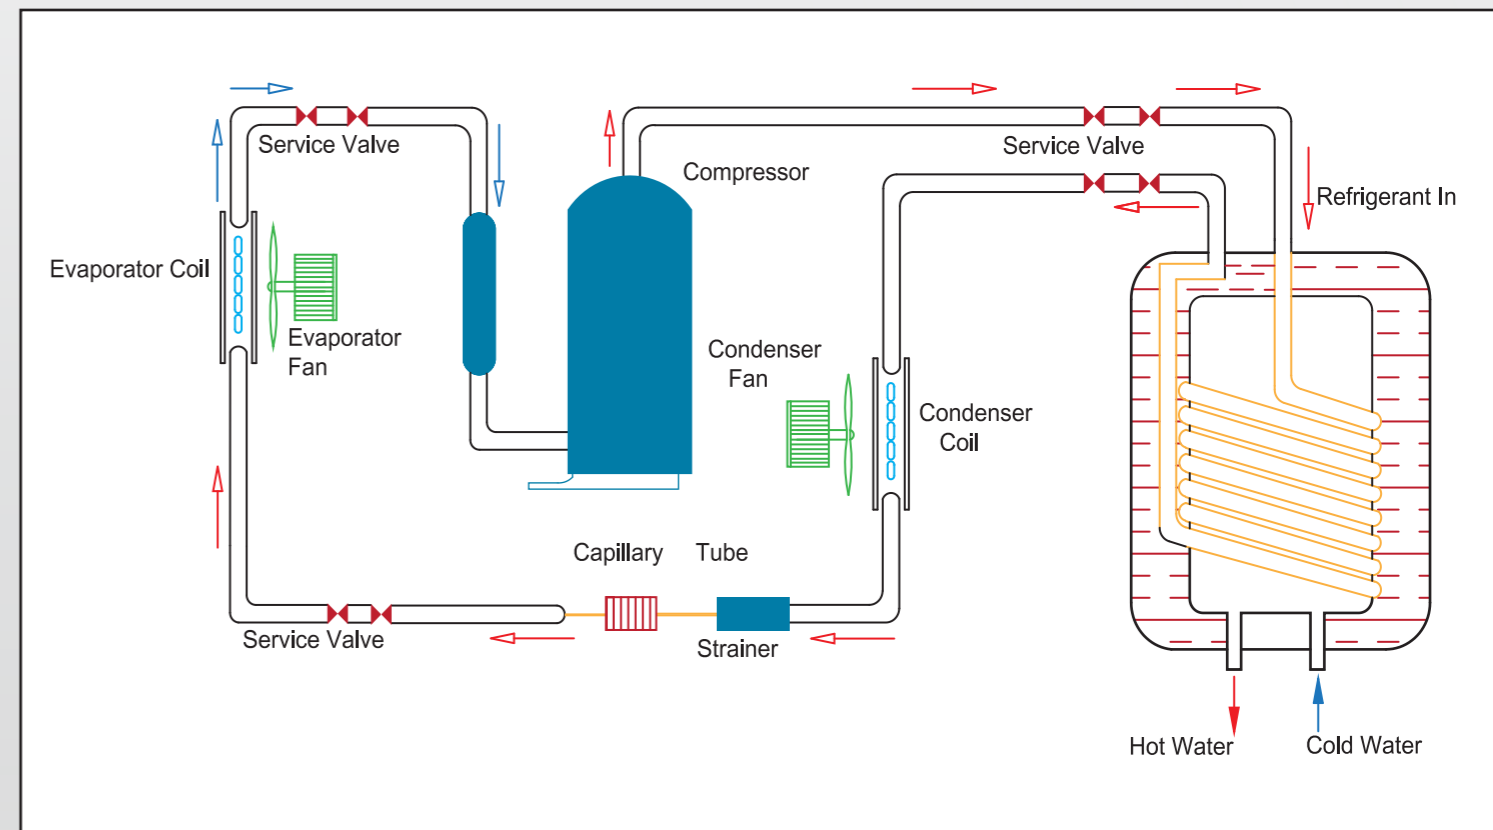 Service Valve
Compressor
Service Valve
Refrigerant In
Evaporator Coil
Evaporator
Fan
Condenser
Fan
Condenser
Coil
Capillary Tube
Service Valve
Strainer
Hot Water
Cold Water